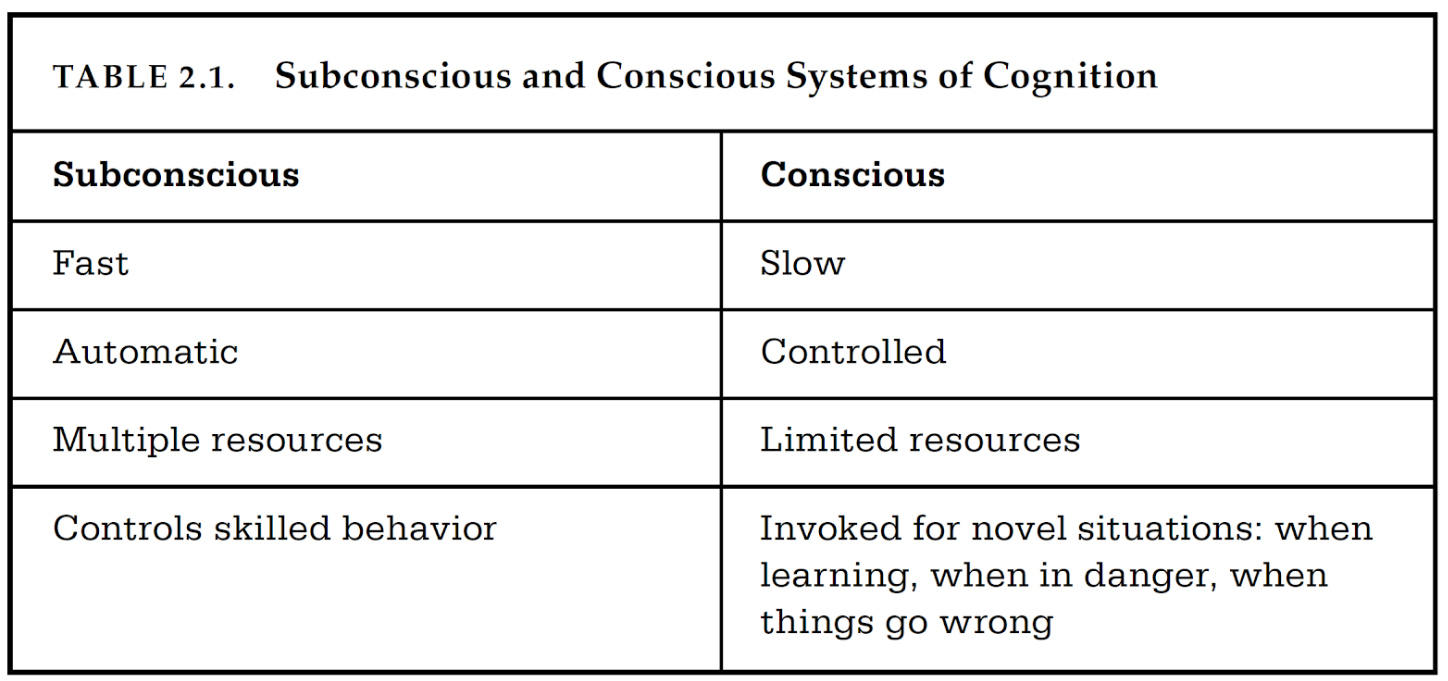 TABLE 2.1. Subconscious and Conscious Systems of Cognition
Subconscious
Conscious
Fast
Slow
Automatic
Controlled
Multiple resources
Limited resources
Controls skilled behavior
Invoked for novel situations: when
learning, when in danger, when
things go wrong